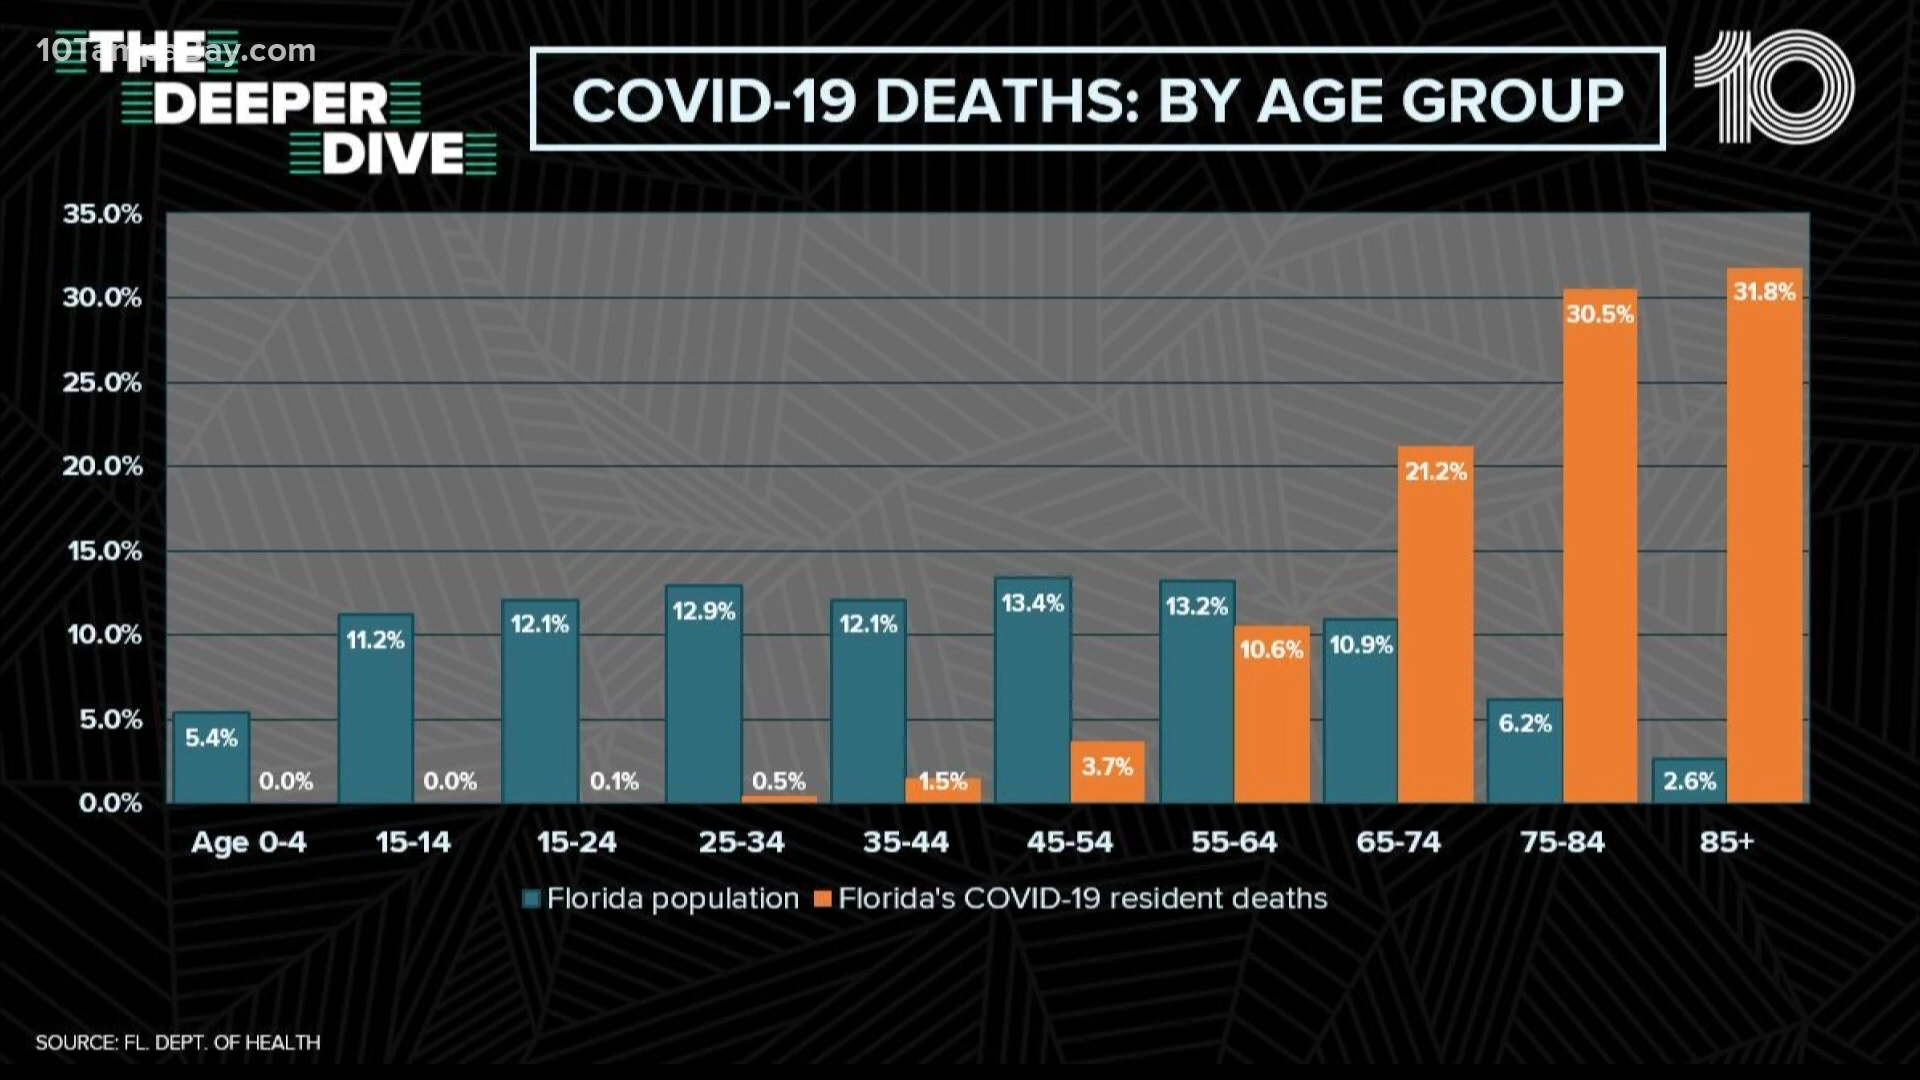 10TampaBay.com
THE
DEEPER
DIVE
COVID-19 DEATHS: BY AGE GROUP
10
35.0%
30.0%
25.0%
20.0%
15.0%
10.0%
5.0%
0.0%
5.4% 0.0% 11.2% 0.0% 12.1% 0.1% 12.9% 0.5% 12.1% 1.5% 13.4% 3.7% 13.2% 10.6% 10.9% 21.2% 6.2% 30.5% 2.6% 31.8%
Age 0-4 15-14 15-24 25-34 35-44 45-54 55-64 65-74 75-84 85+
Florida population Florida's COVID-19 resident deaths
SOURCE: FL. DEPT. OF HEALTH